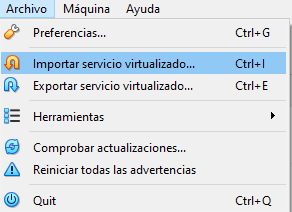 Archivo Máquina Ayuda
Preferencias... Ctrl+G
Importar servicio virtualizado... Ctrl+I
Exportar servicio virtualizado... Ctrl+E
Herramientas
Comprobar actualizaciones...
Reiniciar todas las advertencias
Quit Ctrl+Q